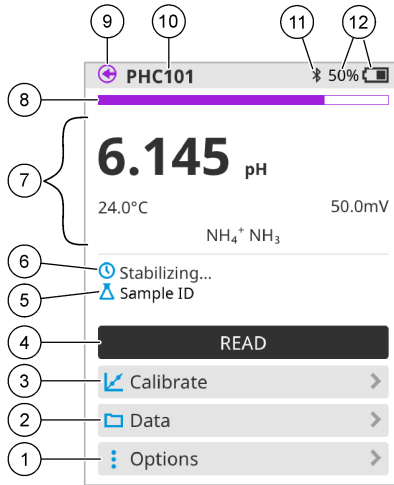 9 10 11 12
PHC101 50%
8
7
6.145 pH
24.0°C 50.0mV
NH₄⁺ NH₃
6 Stabilizing...
5 Sample ID
4 READ
3 Calibrate
2 Data
1 Options